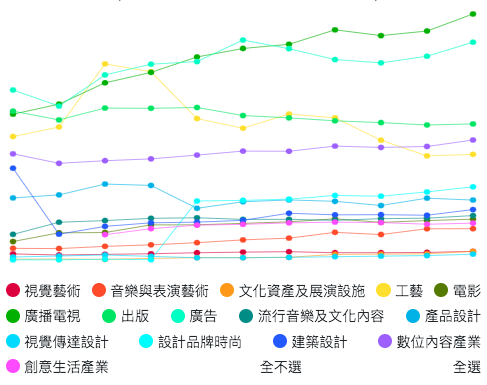 視覺藝術 音樂與表演藝術 文化資產及展演設施 工藝 電影
廣播電視 出版 廣告 流行音樂及文化內容 產品設計
視覺傳達設計 設計品牌時尚 建築設計 數位內容產業
創意生活產業 全不選 全選